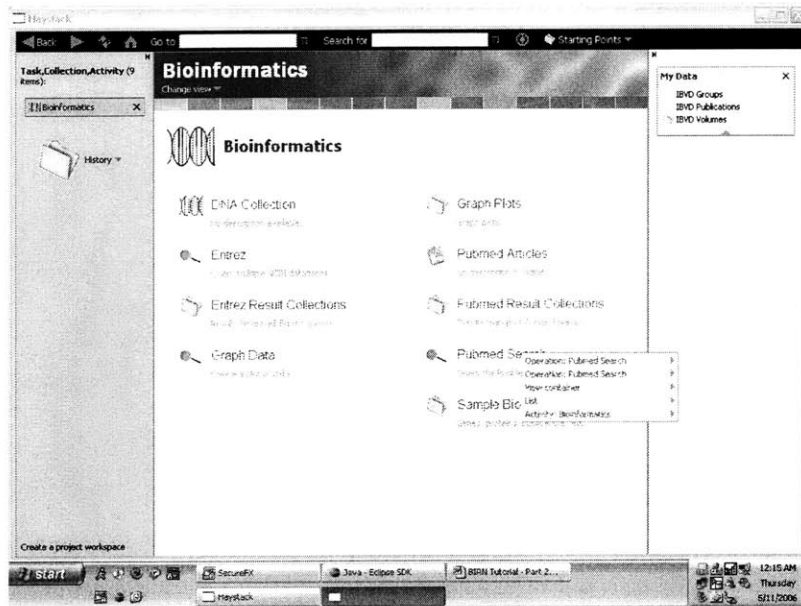 Haystack
Back
Go to
Search for
Starting Points
Task,Collection,Activity (9 items):
Bioinformatics X
History
Create a project workspace
Bioinformatics
Change view
Bioinformatics
DNA Collection
Entrez
Entrez Result Collections
Graph Data
Graph Plots
Pubmed Articles
Pubmed Result Collections
Pubmed Search
Sample Bio
Operation: Pubmed Search
Operation: Pubmed Search
View container
List
Activity: Bioinformatics
My Data X
IBVD Groups
IBVD Publications
IBVD Volumes
start
SecureFX
Java - Eclipse SDK
BIRN Tutorial - Part 2...
Haystack
12:15 AM
Thursday
5/11/2006